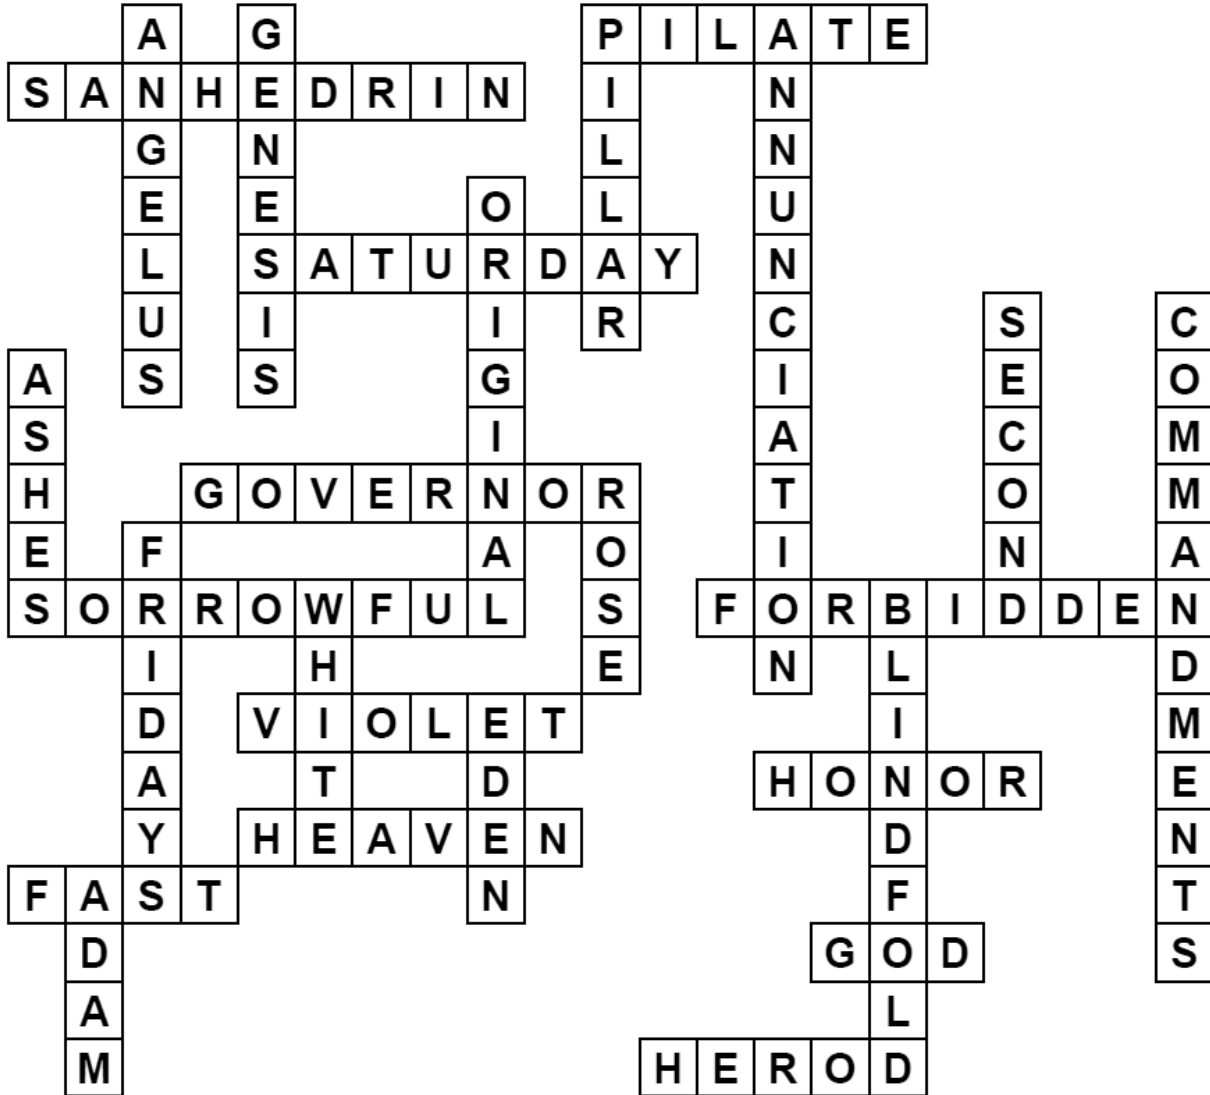 ANGELUS
GENESIS
PILATE
PILLAR
ANNUNCIATION
SANHEDRIN
ORIGINAL
SATURDAY
SECOND
COMMANDMENTS
ASHES
GOVERNOR
ROSE
FRIDAYS
SORROWFUL
WHITE
FORBIDDEN
BLINDFOLD
VIOLET
EDEN
HONOR
HEAVEN
FAST
ADAM
GOD
HEROD